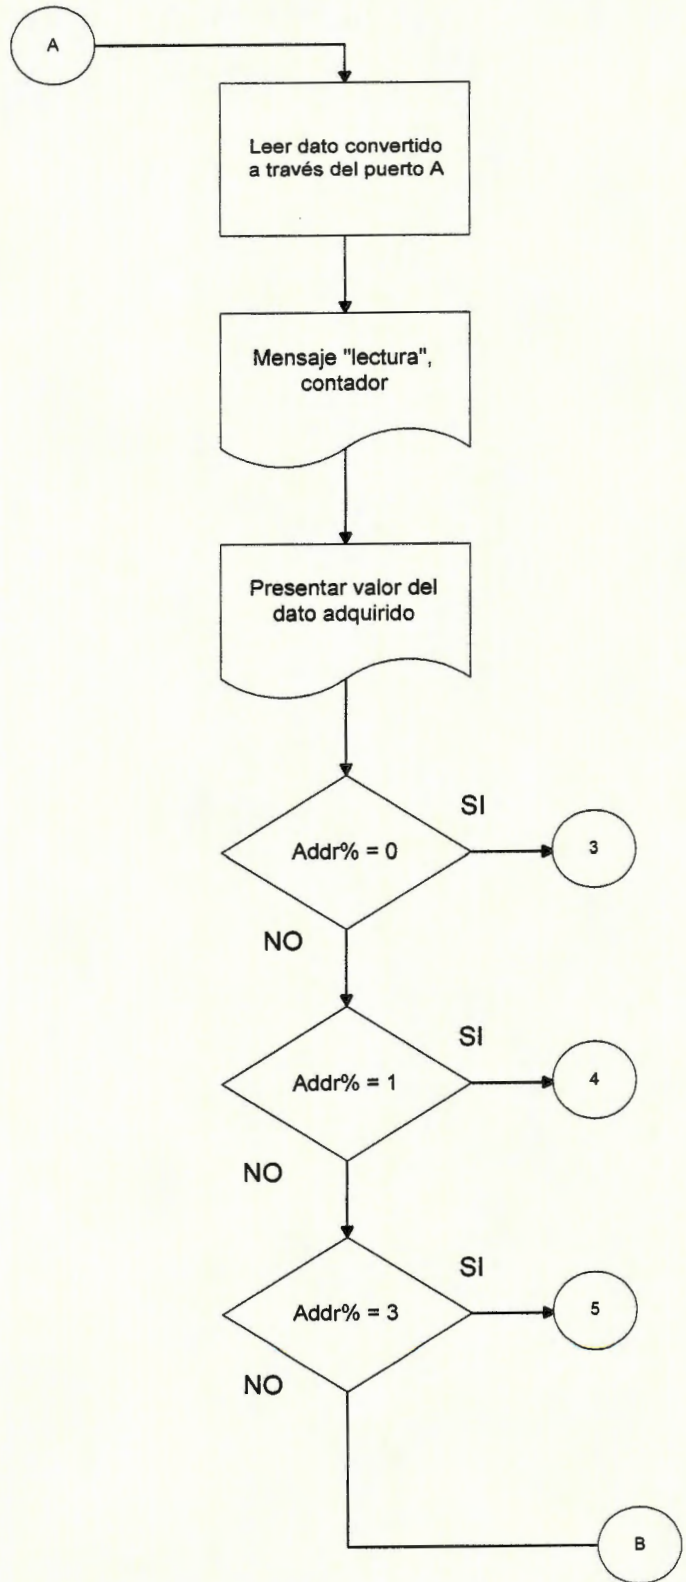 A
Leer dato convertido
a través del puerto A
Mensaje "lectura",
contador
Presentar valor del
dato adquirido
SI
Addr% = 0
3
NO
SI
Addr% = 1
4
NO
SI
Addr% = 3
5
NO
B